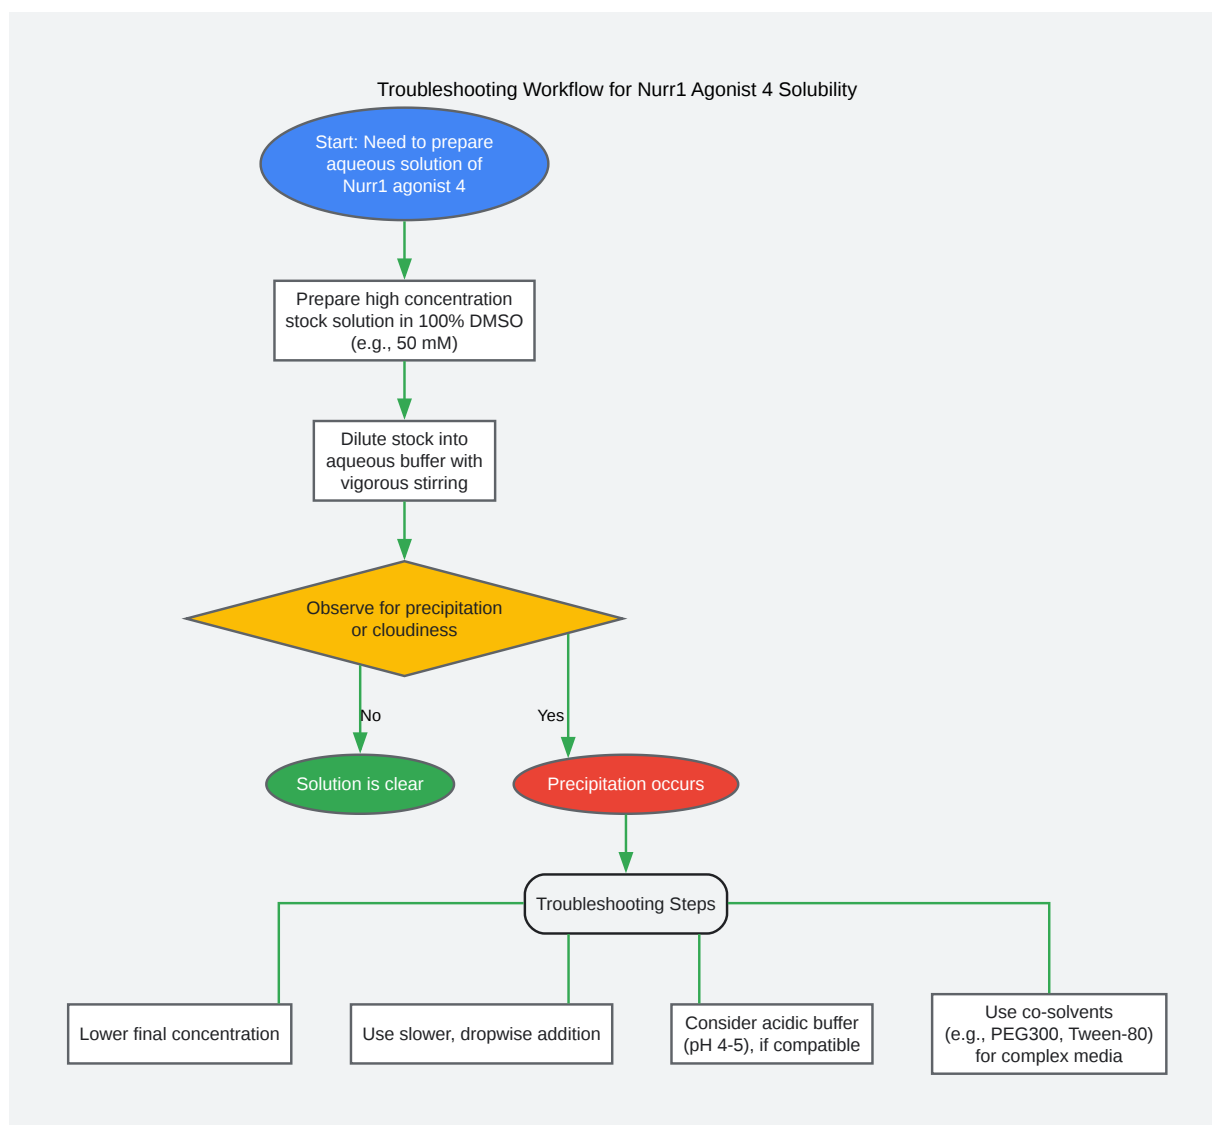 Troubleshooting Workflow for Nurr1 Agonist 4 Solubility
Start: Need to prepare
aqueous solution of
Nurr1 agonist 4
Prepare high concentration
stock solution in 100% DMSO
(e.g., 50 mM)
Dilute stock into
aqueous buffer with
vigorous stirring
Observe for precipitation
or cloudiness
No
Yes
Solution is clear
Precipitation occurs
Troubleshooting Steps
Lower final concentration
Use slower, dropwise addition
Consider acidic buffer
(pH 4-5), if compatible
Use co-solvents
(e.g., PEG300, Tween-80)
for complex media